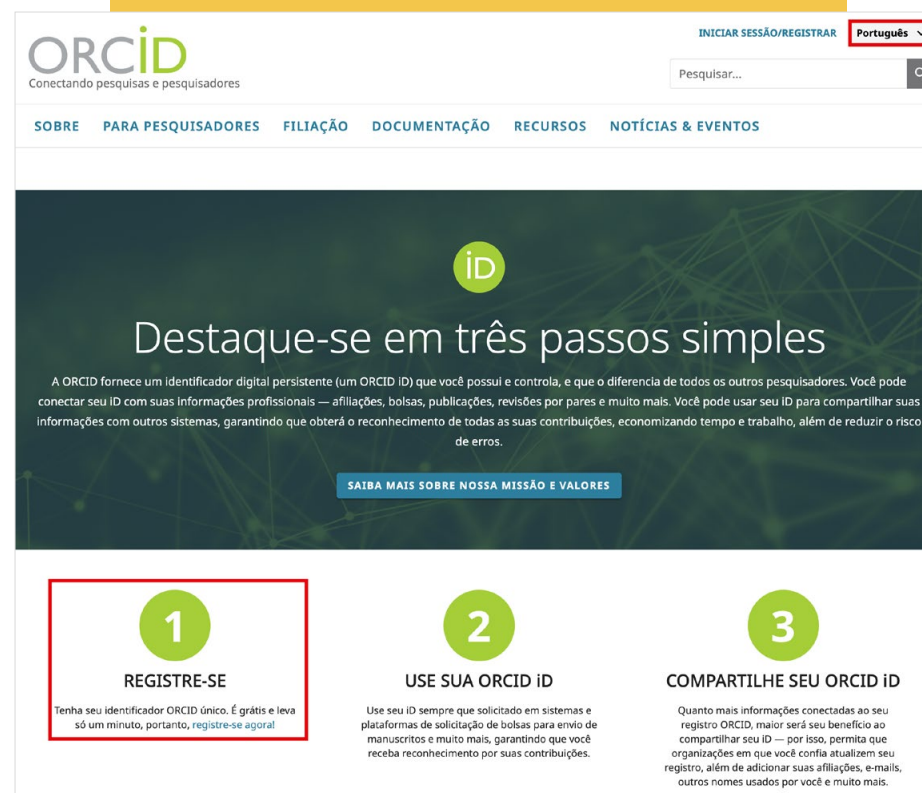 INICIAR SESSÃO/REGISTRAR Português
ORCID
Conectando pesquisas e pesquisadores
Pesquisar...
SOBRE PARA PESQUISADORES FILIAÇÃO DOCUMENTAÇÃO RECURSOS NOTÍCIAS & EVENTOS
iD
Destaque-se em três passos simples
A ORCID fornece um identificador digital persistente (um ORCID iD) que você possui e controla, e que o diferencia de todos os outros pesquisadores. Você pode
conectar seu iD com suas informações profissionais — afiliações, bolsas, publicações, revisões por pares e muito mais. Você pode usar seu iD para compartilhar suas
informações com outros sistemas, garantindo que obterá o reconhecimento de todas as suas contribuições, economizando tempo e trabalho, além de reduzir o risco
de erros.
SAIBA MAIS SOBRE NOSSA MISSÃO E VALORES
1
REGISTRE-SE
Tenha seu identificador ORCID único. É grátis e leva
só um minuto, portanto, registre-se agora!
2
USE SUA ORCID iD
Use seu iD sempre que solicitado em sistemas e
plataformas de solicitação de bolsas para envio de
manuscritos e muito mais, garantindo que você
receba reconhecimento por suas contribuições.
3
COMPARTILHE SEU ORCID iD
Quanto mais informações conectadas ao seu
registro ORCID, maior será seu benefício ao
compartilhar seu iD — por isso, permita que
organizações em que você confia atualizem seu
registro, além de adicionar suas afiliações, e-mails,
outros nomes usados por você e muito mais.